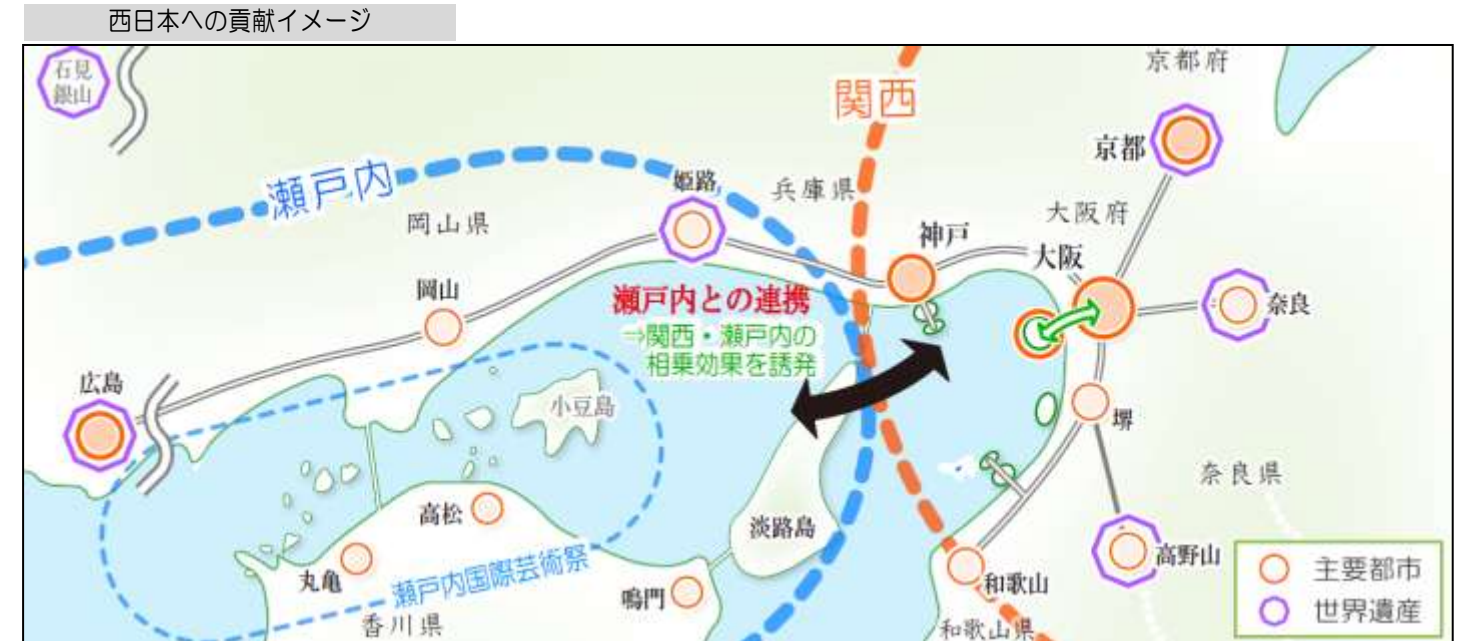 西日本への貢献イメージ
石見
銀山
関西
京都府
京都
瀬戸内
姫路
兵庫県
大阪府
岡山県
神戸
大阪
岡山
瀬戸内との連携
⇒関西・瀬戸内の
相乗効果を誘発
奈良
広島
小豆島
堺
奈良県
高松
淡路島
高野山
丸亀
瀬戸内国際芸術祭
鳴門
和歌山
香川県
和歌山県
主要都市
世界遺産